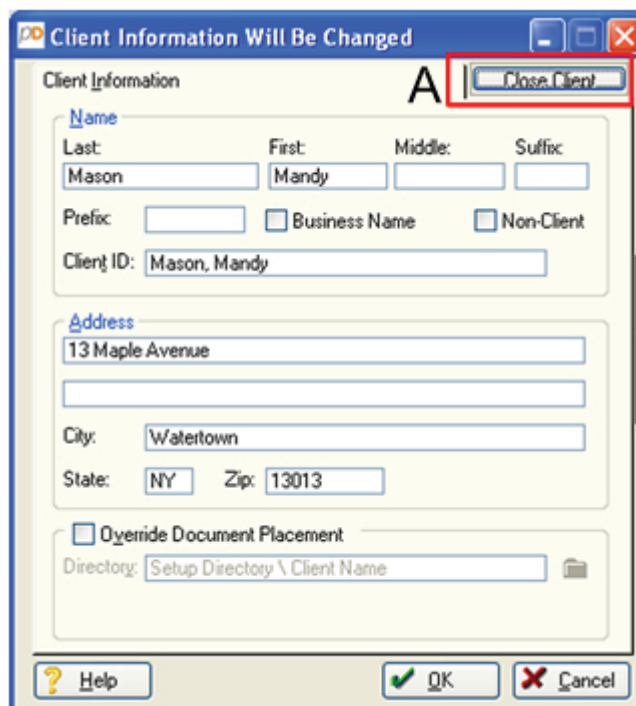 PD Client Information Will Be Changed
Client Information A Close Client
Name
Last: First: Middle: Suffix:
Mason Mandy
Prefix: Business Name Non-Client
Client ID: Mason, Mandy
Address
13 Maple Avenue
City: Watertown
State: NY Zip: 13013
Override Document Placement
Directory: Setup Directory \ Client Name
? Help OK Cancel